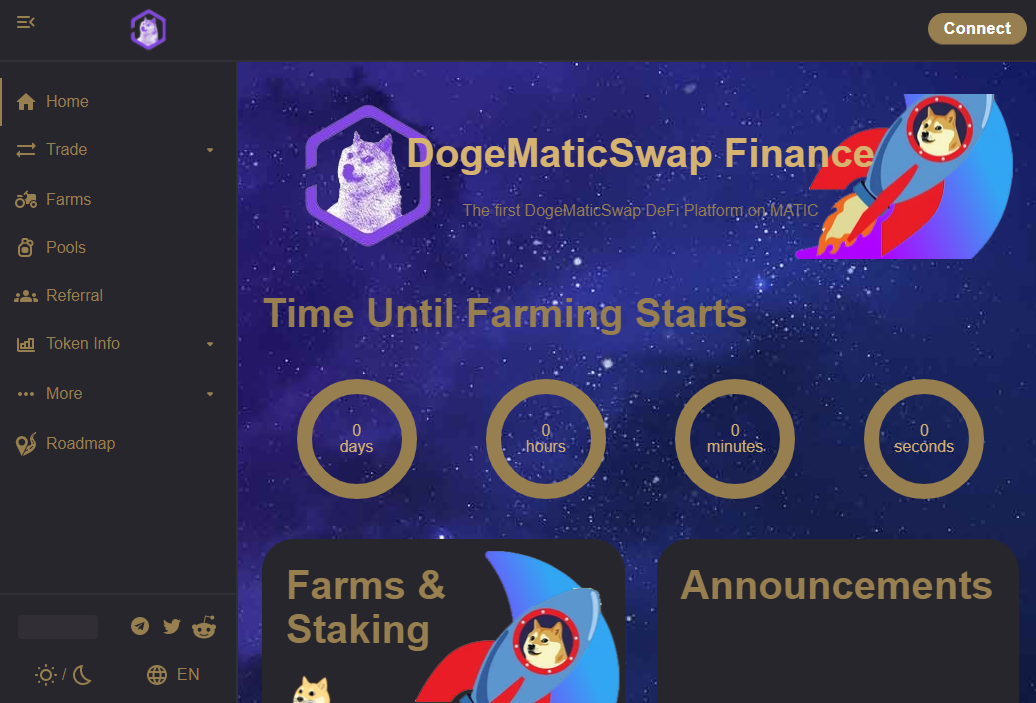 Connect
Home
Trade
Farms
Pools
Referral
Token Info
More
Roadmap
/
EN
DogeMaticSwap Finance
The first DogeMaticSwap DeFi Platform on MATIC
Time Until Farming Starts
0
days
0
hours
0
minutes
0
seconds
Farms &
Staking
Announcements